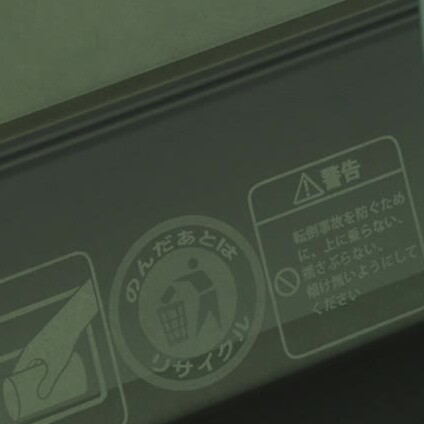 のんだあとは
リサイクル
警告
転倒事故を防ぐため
に、上に乗らない、
揺さぶらない、
傾け無いようにして
ください